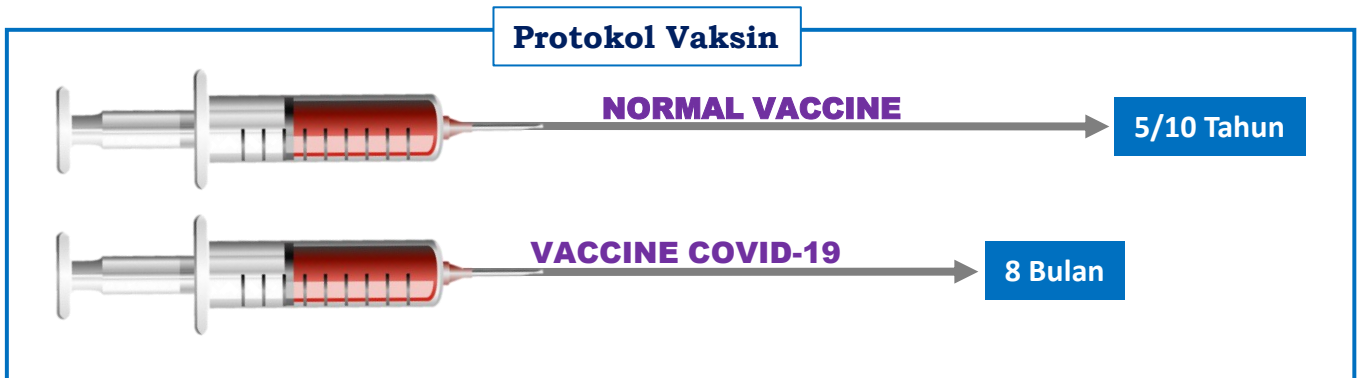 Protokol Vaksin
NORMAL VACCINE
5/10 Tahun
VACCINE COVID-19
8 Bulan